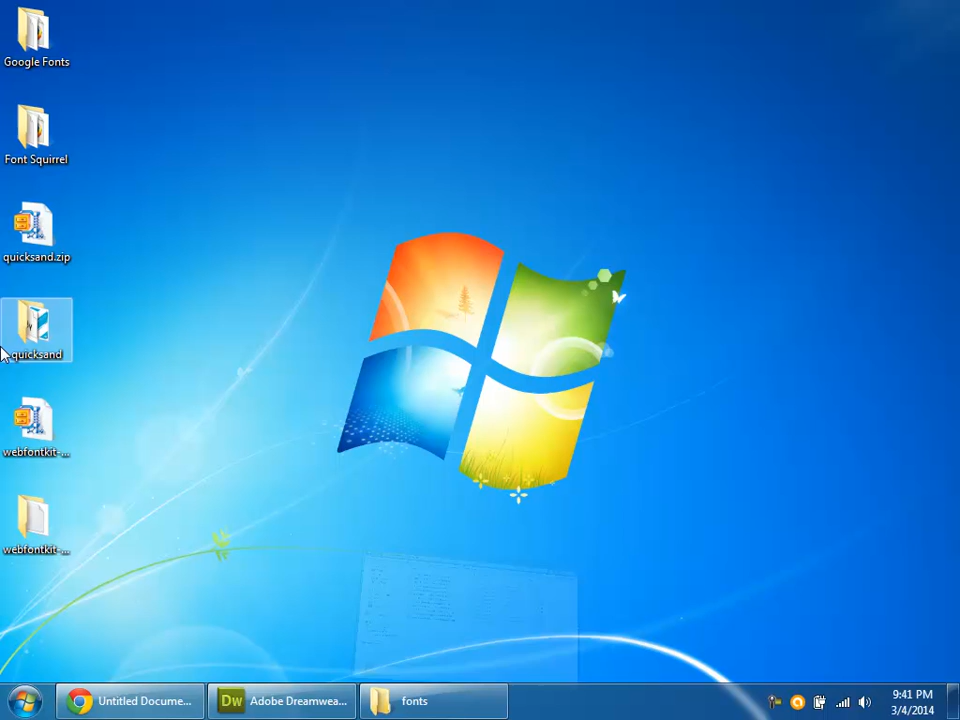 Google Fonts
Font Squirrel
quicksand.zip
quicksand
webfontkit-...
webfontkit-...
Untitled Docume...
Dw
Adobe Dreamwea...
fonts
9:41 PM
3/4/2014